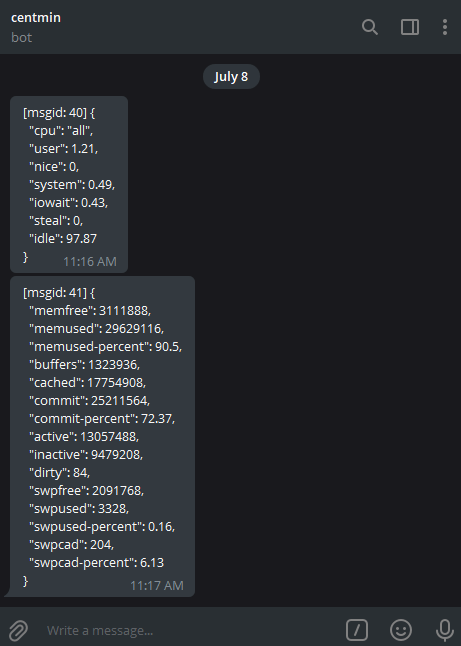 centmin
bot
July 8
[msgid: 40] {
"cpu": "all",
"user": 1.21,
"nice": 0,
"system": 0.49,
"iowait": 0.43,
"steal": 0,
"idle": 97.87
}
11:16 AM
[msgid: 41] {
"memfree": 3111888,
"memused": 29629116,
"memused-percent": 90.5,
"buffers": 1323936,
"cached": 17754908,
"commit": 25211564,
"commit-percent": 72.37,
"active": 13057488,
"inactive": 9479208,
"dirty": 84,
"swpfree": 2091768,
"swpused": 3328,
"swpused-percent": 0.16,
"swpcad": 204,
"swpcad-percent": 6.13
}
11:17 AM
Write a message...